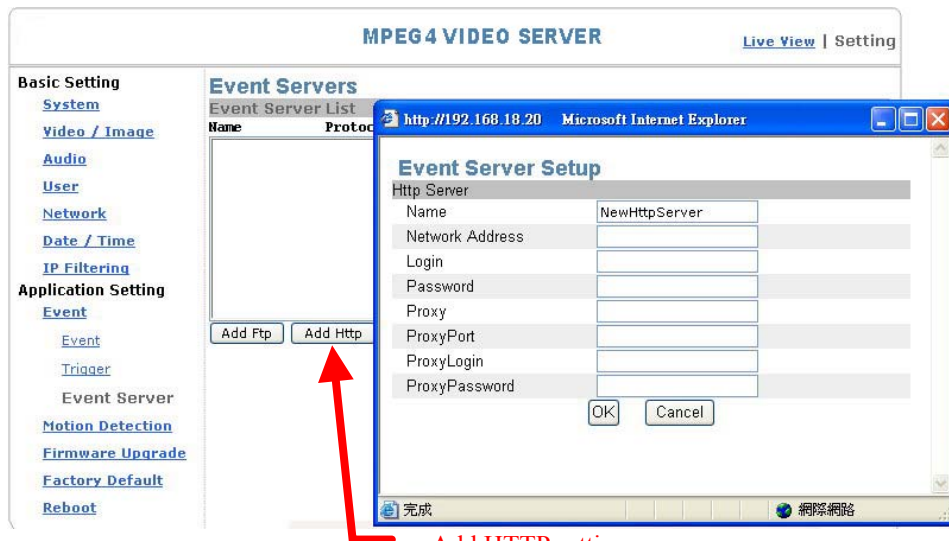 MPEG4 VIDEO SERVER
Live View | Setting
Basic Setting
System
Video / Image
Audio
User
Network
Date / Time
IP Filtering
Application Setting
Event
Event
Trigger
Event Server
Motion Detection
Firmware Upgrade
Factory Default
Reboot
Event Servers
Event Server List
Name
Add Ftp
Add Http
http://192.168.18.20 Microsoft Internet Explorer
Event Server Setup
Http Server
Name NewHttpServer
Network Address
Login
Password
Proxy
ProxyPort
ProxyLogin
ProxyPassword
OK Cancel
完成
網際網路
Add HTTP